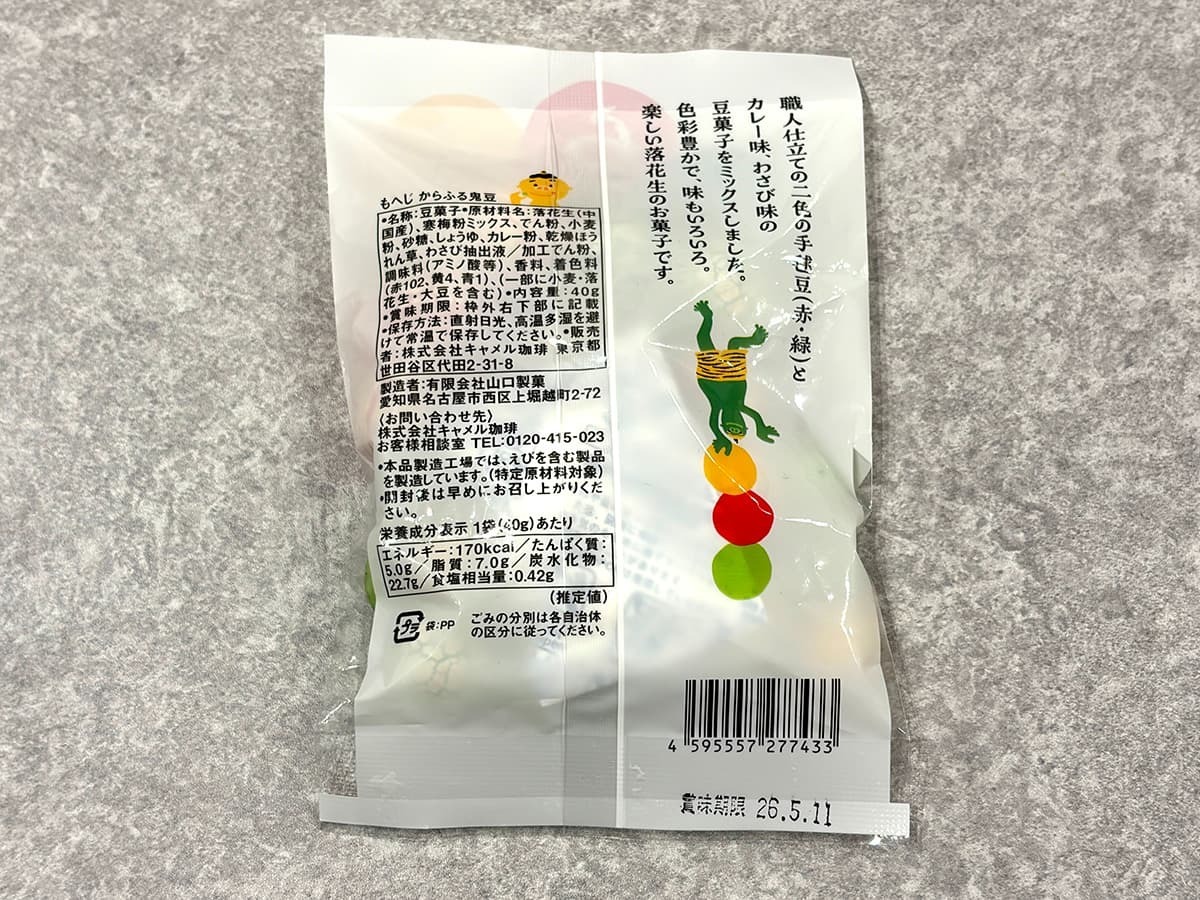 職人仕立ての二色の手毬豆(赤・緑)と
カレー味、わさび味の
豆菓子をミックスしました。
色彩豊かで、味もいろいろ。
楽しい落花生のお菓子です。
もへじ からふる鬼豆
•名称:豆菓子•原材料名:落花生(中
国産)、寒梅粉ミックス、でん粉、小麦
粉、砂糖、しょうゆ、カレー粉、乾燥ほう
れん草、わさび抽出液/加工でん粉、
調味料(アミノ酸等)、香料、着色料
(赤102、黄4、青1)、(一部に小麦・落
花生・大豆を含む)•内容量:40g
•賞味期限:枠外右下部に記載
•保存方法:直射日光、高温多湿を避
けて常温で保存してください。•販売
者:株式会社キャメル珈琲 東京都
世田谷区代田2-31-8
製造者:有限会社山口製菓
愛知県名古屋市西区上堀越町2-72
〈お問い合わせ先〉
株式会社キャメル珈琲
お客様相談室 TEL:0120-415-023
•本品製造工場では、えびを含む製品
を製造しています。(特定原材料対象)
•開封後は早めにお召し上がりくだ
さい。
栄養成分表示 1袋(40g)あたり
エネルギー:170kcal/たんぱく質:
5.0g/脂質:7.0g/炭水化物:
22.7g/食塩相当量:0.42g
(推定値)
プラ 袋:PP
ごみの分別は各自治体
の区分に従ってください。
4 595557 277433
賞味期限 26.5.11